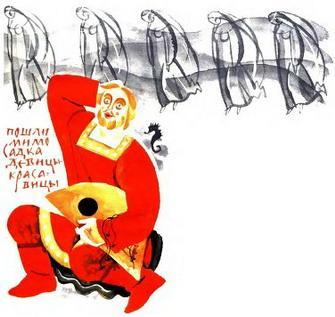 пошли
мимо
Садка
девицы-
краса-
вицы